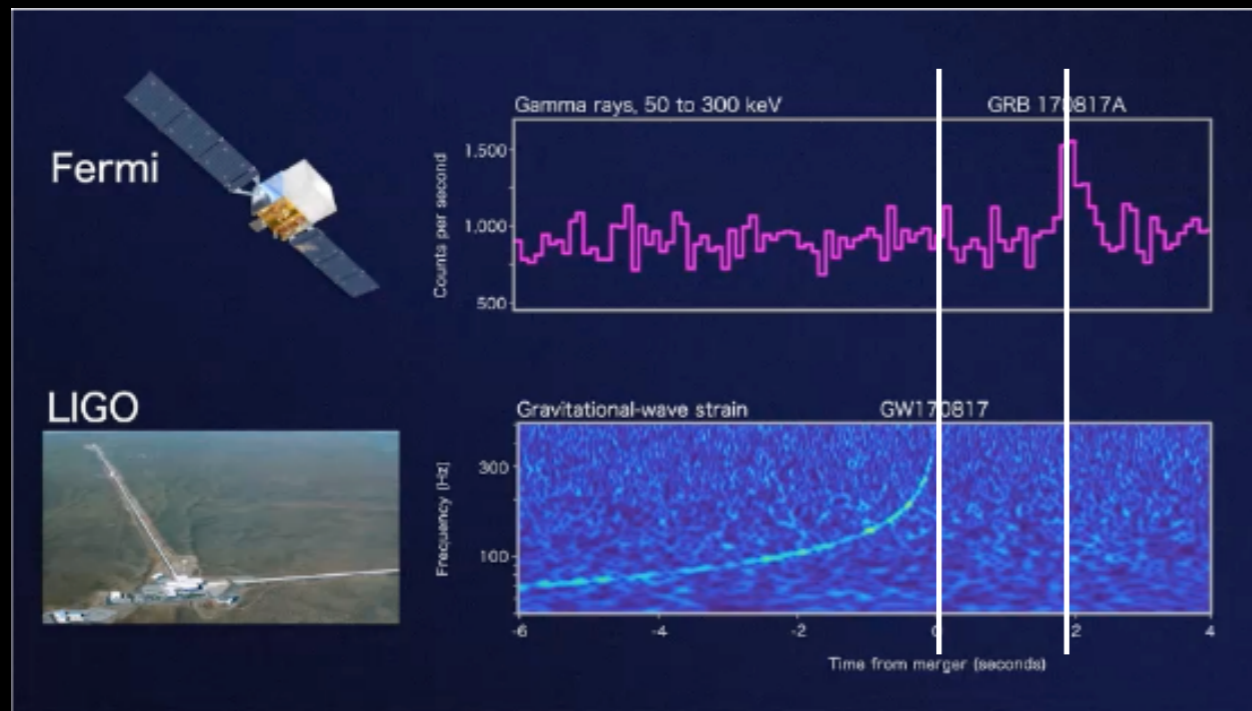 Fermi
Gamma rays, 50 to 300 keV
GRB 170817A
Counts per second
1,500
1,000
500
LIGO
Gravitational-wave strain
GW170817
Frequency (Hz)
300
100
-6
-4
-2
0
2
4
Time from merger (seconds)